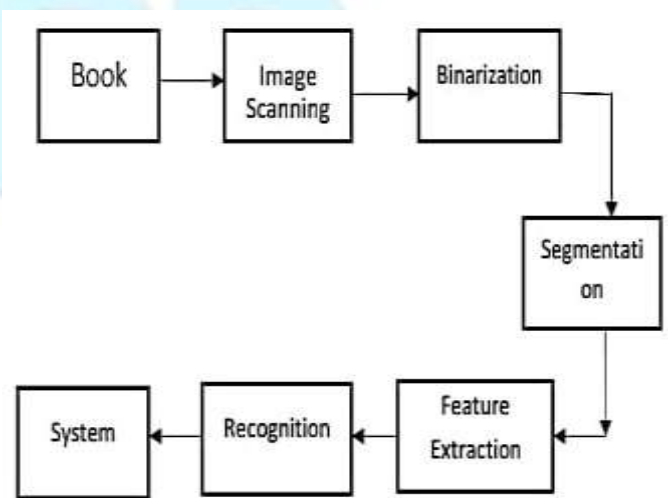 Book
Image
Scanning
Binarization
Segmentati
on
Feature
Extraction
Recognition
System